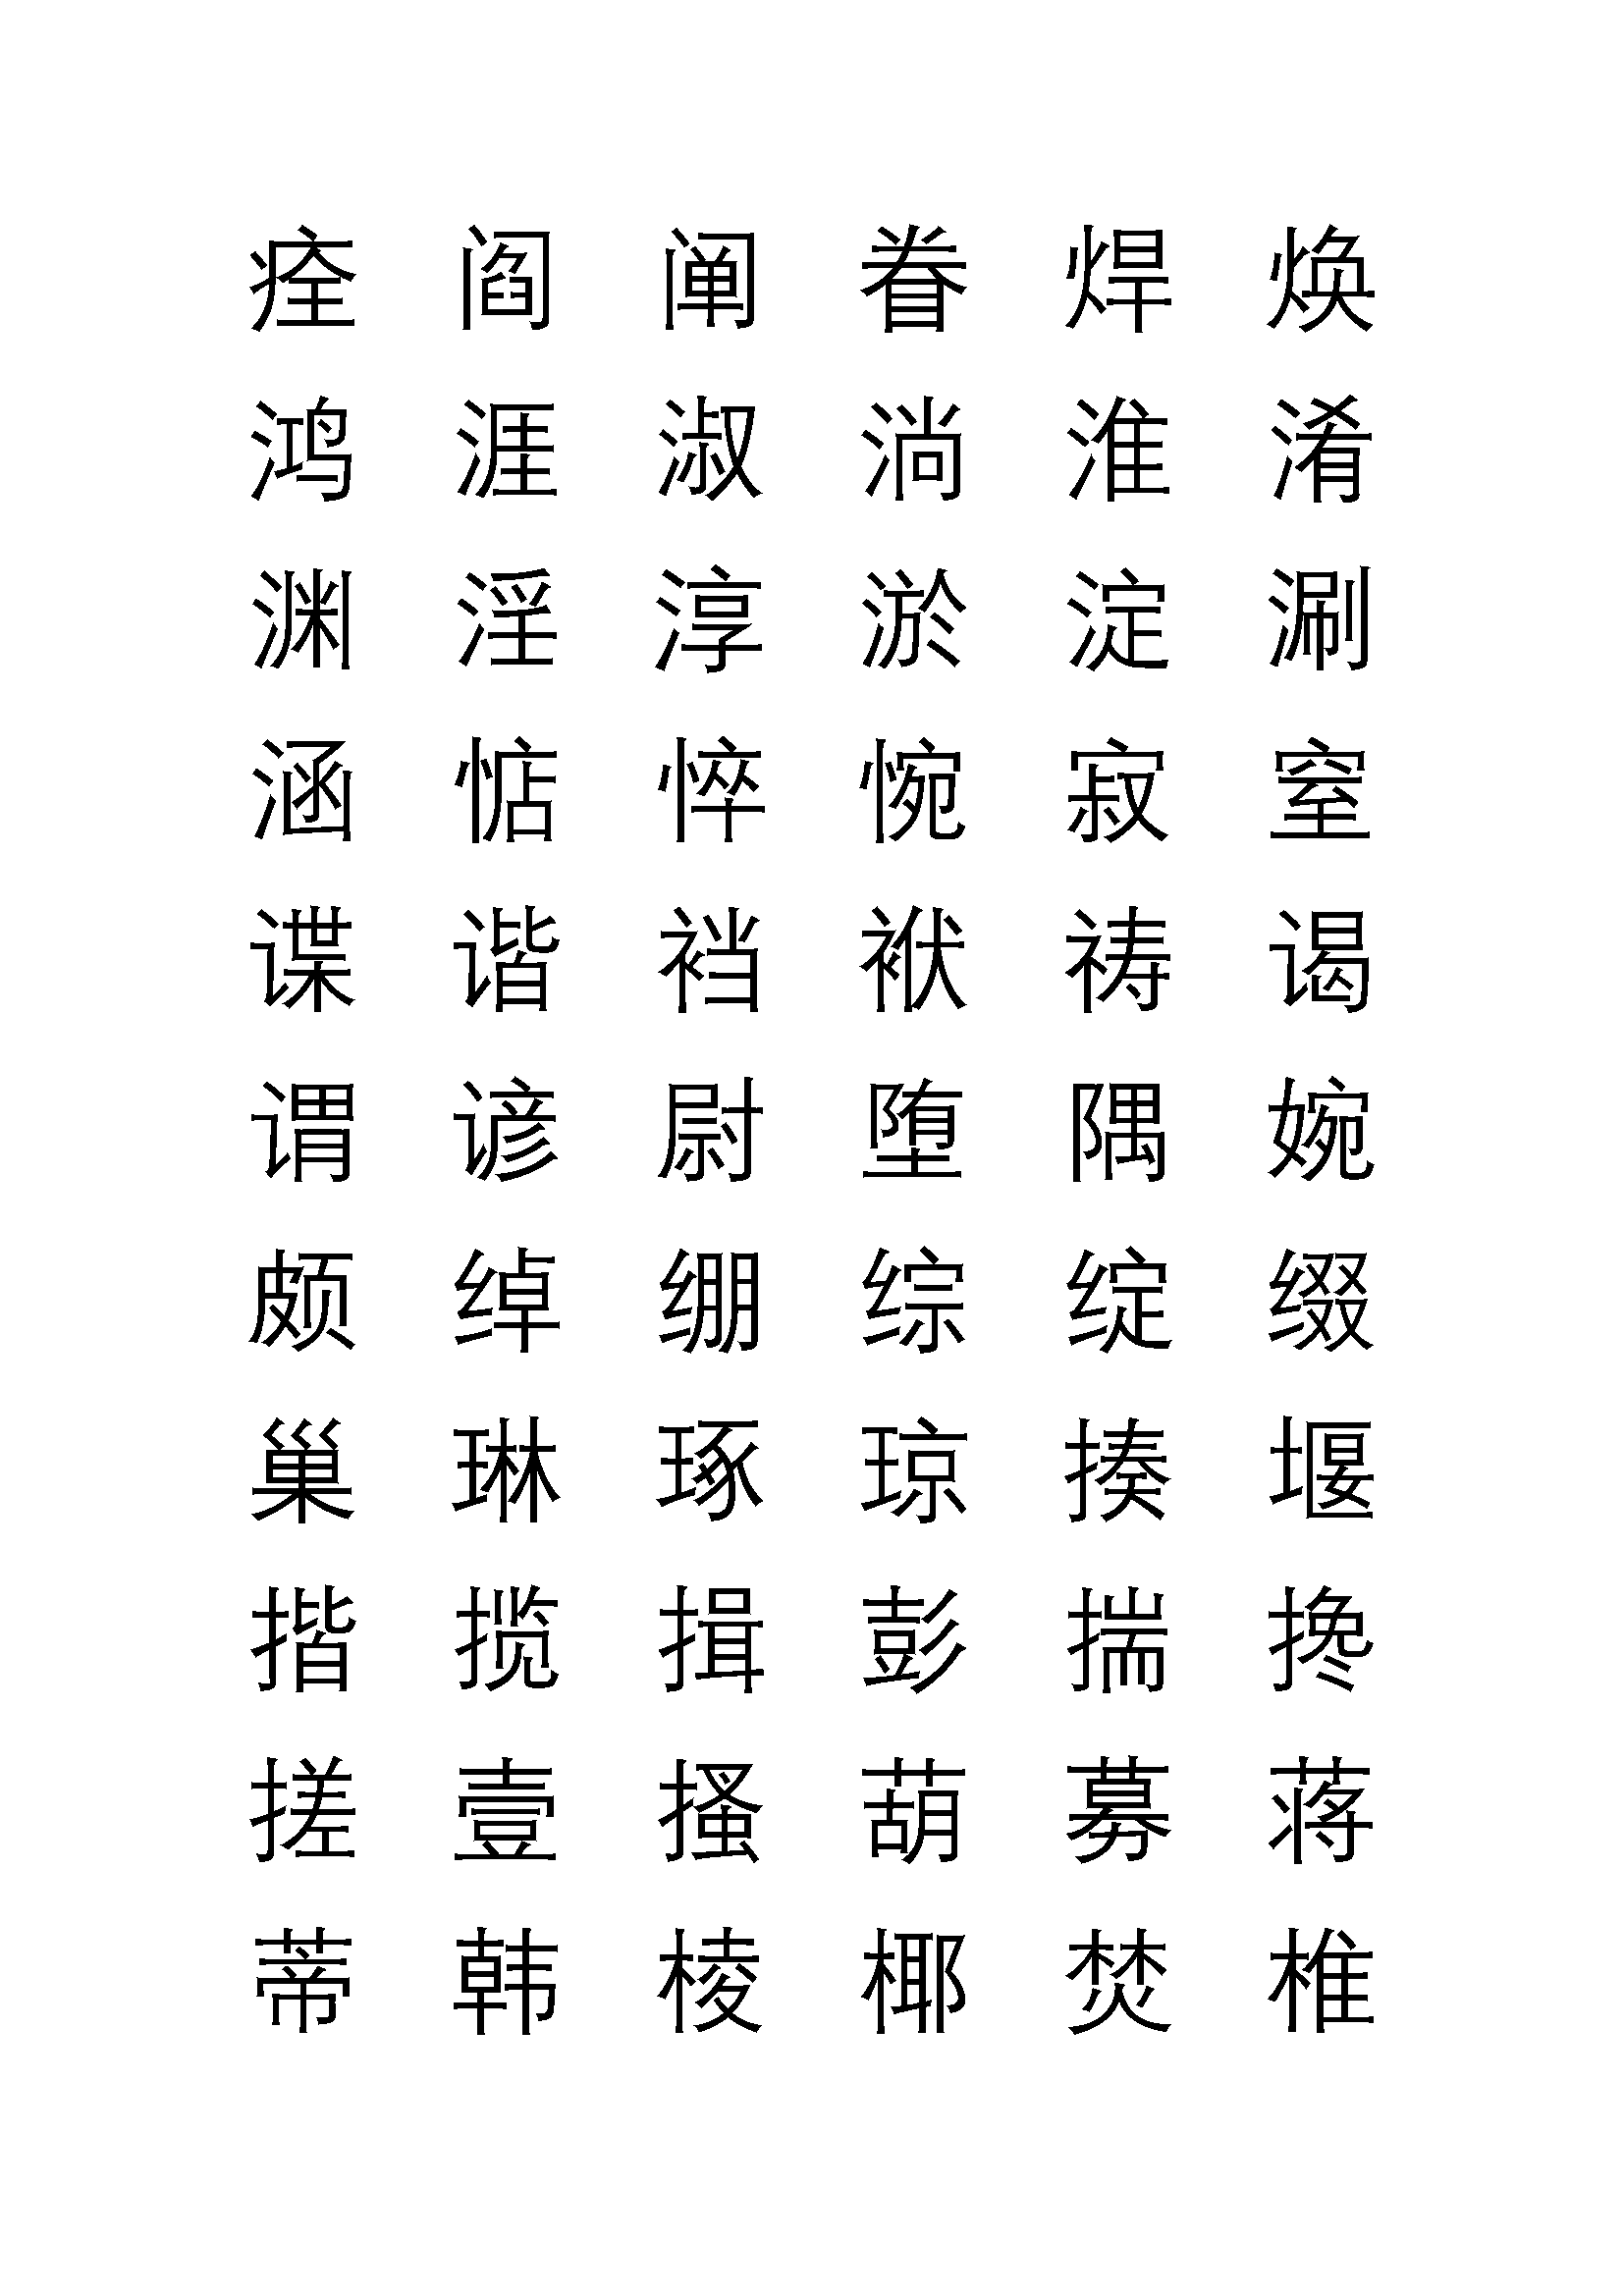 痊 阎 阐 眷 焊 焕
鸿 涯 淑 淌 淮 淆
渊 淫 淳 淤 淀 涮
涵 惦 悴 惋 寂 窒
谍 谐 裆 袱 祷 谒
谓 谚 尉 堕 隅 婉
颇 绰 绷 综 绽 缀
巢 琳 琢 琼 揍 堰
揩 揽 揖 彭 揣 搀
搓 壹 搔 葫 募 蒋
蒂 韩 棱 椰 焚 椎